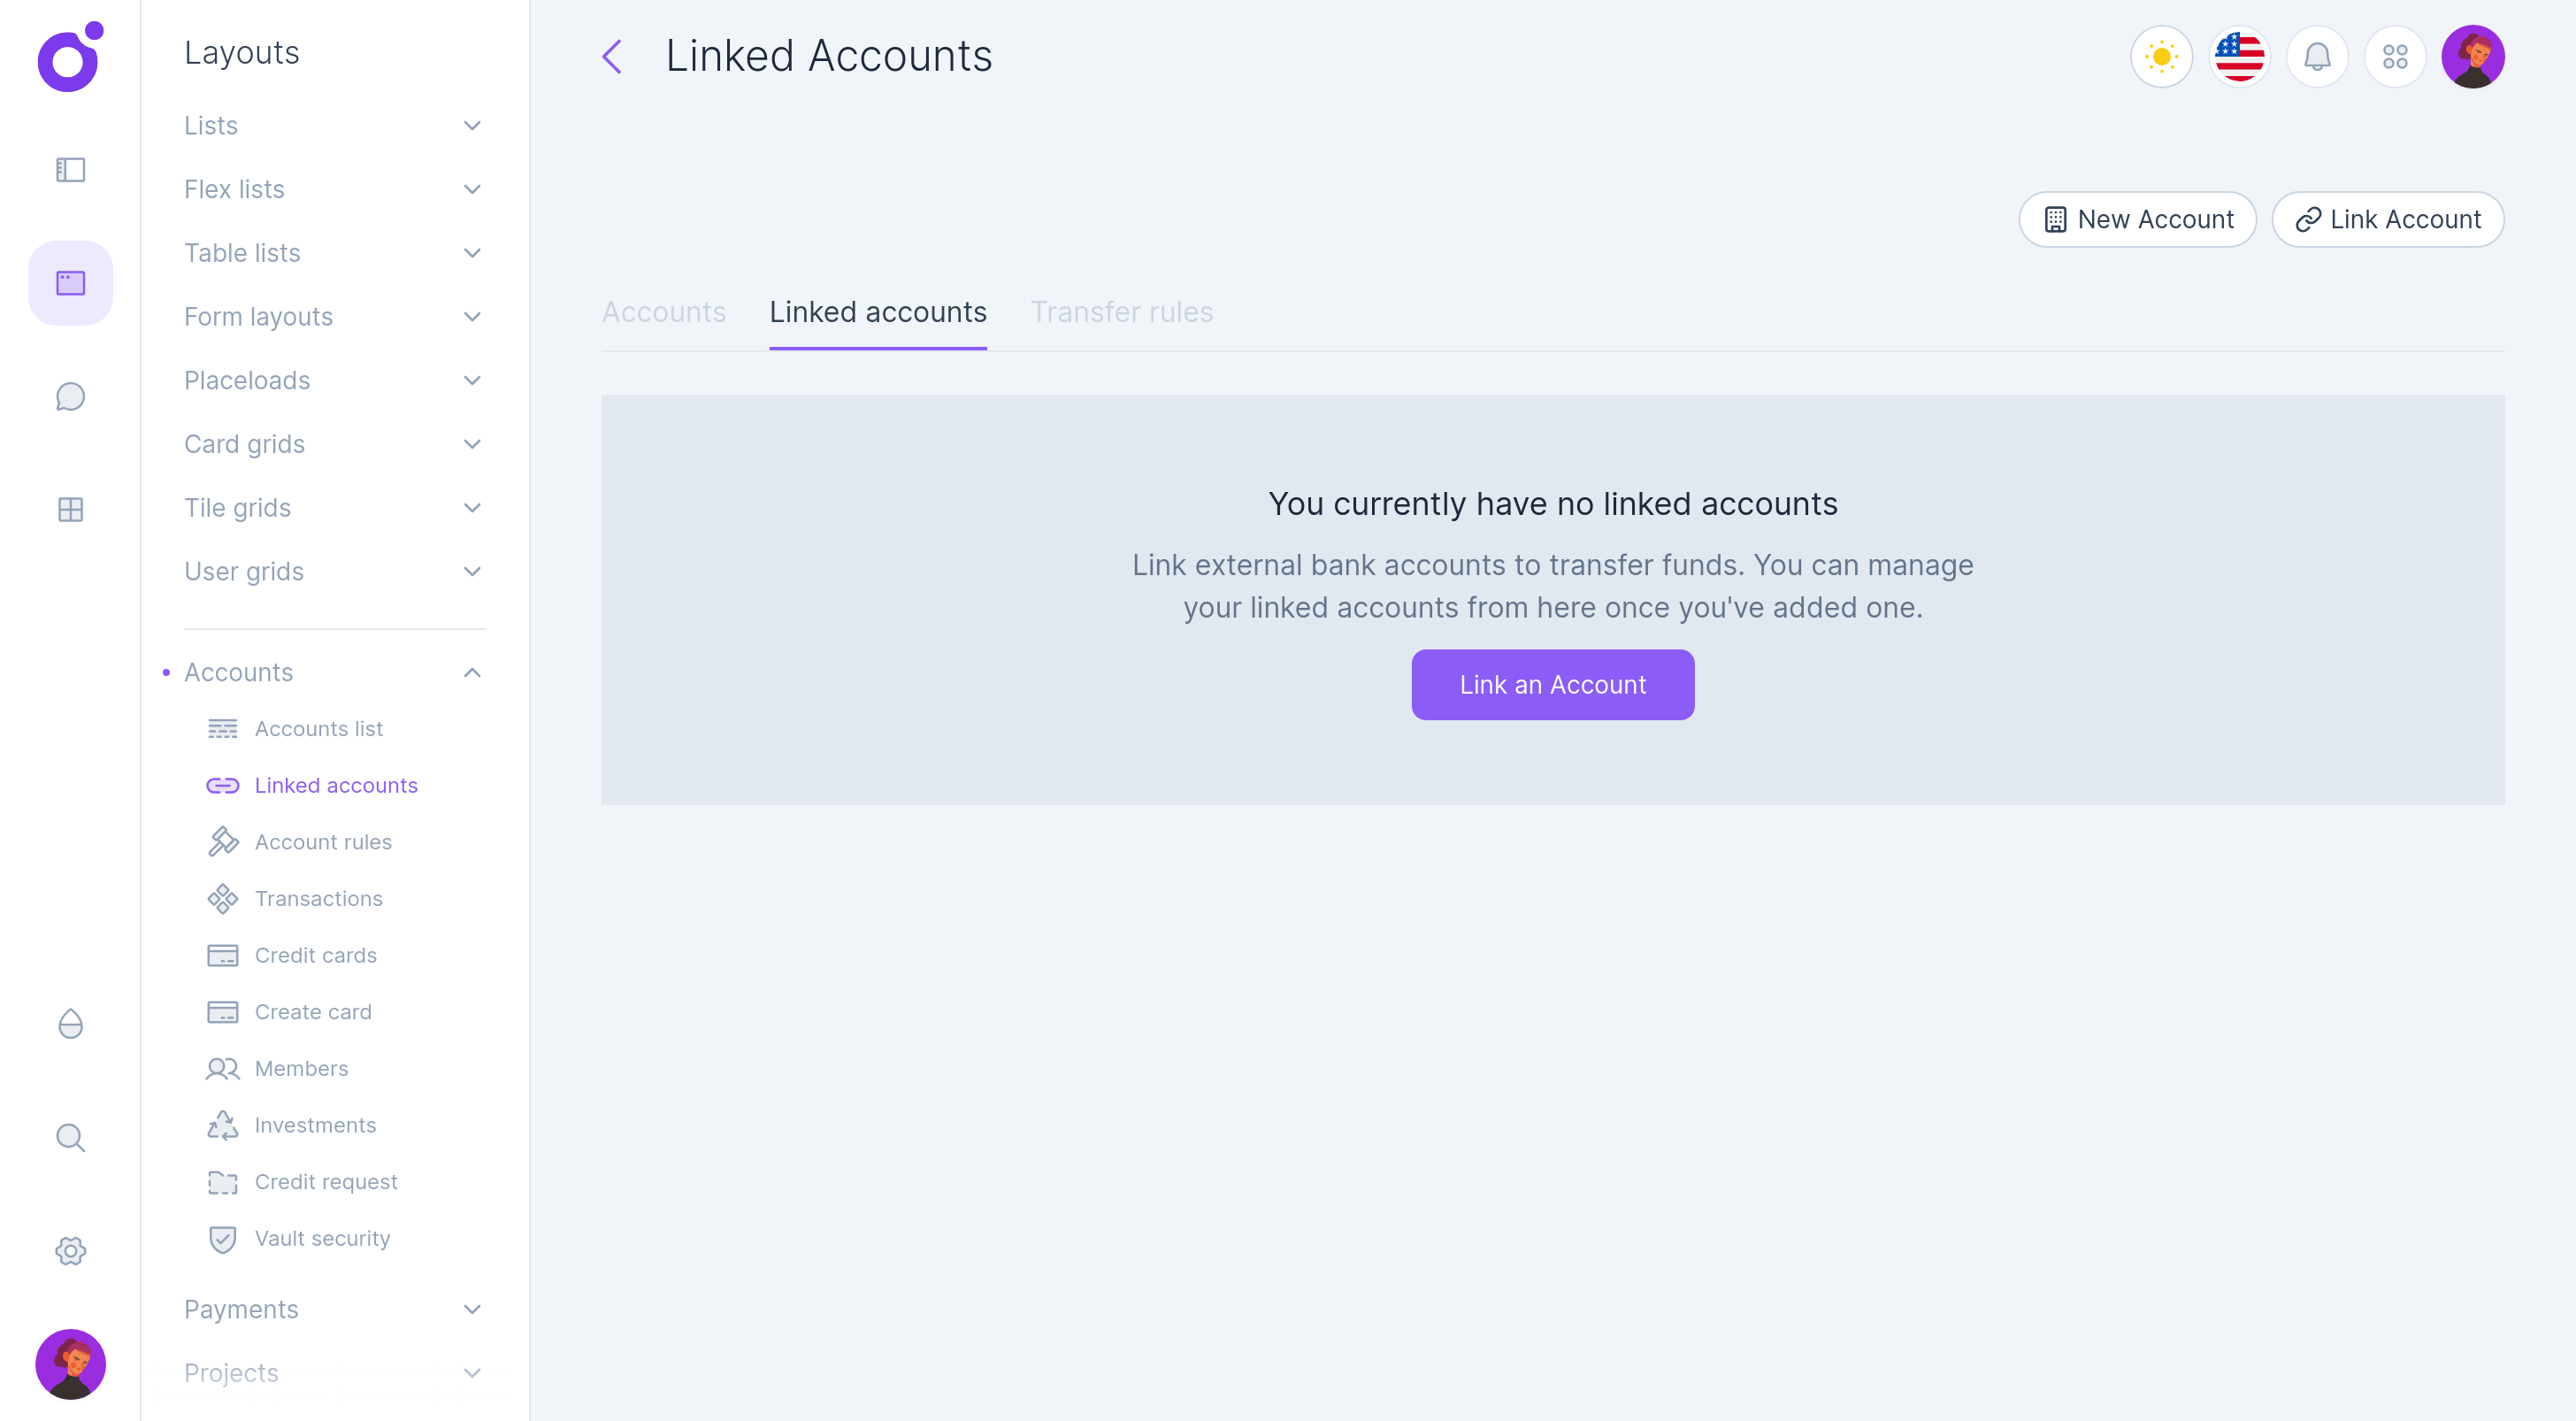 Layouts
Lists
Flex lists
Table lists
Form layouts
Placeloads
Card grids
Tile grids
User grids
Accounts
Accounts list
Linked accounts
Account rules
Transactions
Credit cards
Create card
Members
Investments
Credit request
Vault security
Payments
Projects
Linked Accounts
New Account
Link Account
Accounts
Linked accounts
Transfer rules
You currently have no linked accounts
Link external bank accounts to transfer funds. You can manage
your linked accounts from here once you've added one.
Link an Account